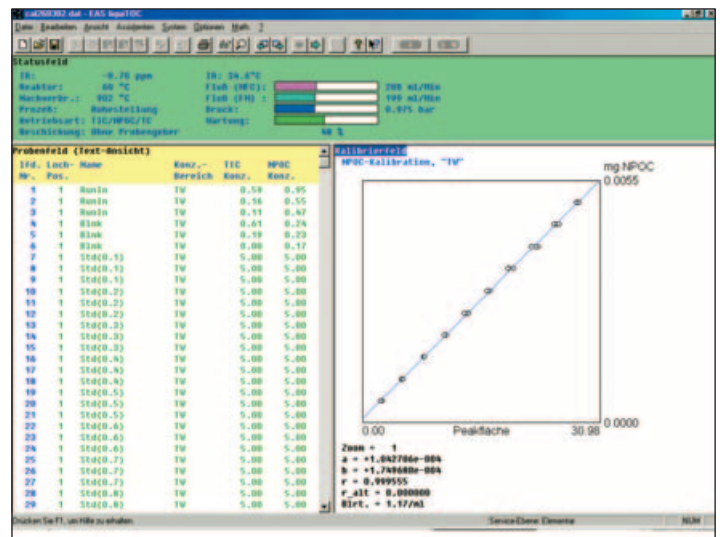 cal260302.dat - EAS liquiTOC
Datei Bearbeiten Ansicht Assistenten System Optionen Math. ?
Statusfeld
IR: -0.70 ppm IR: 34.6°C
Reaktor: 60 °C Fluß (MFC): 200 ml/Min
Nachverbr.: 902 °C Fluß (FM) : 199 ml/Min
Prozeß: Ruhestellung Druck: 0.975 bar
Betriebsart: TIC/NPOC/TC Wartung:
Beschickung: Ohne Probengeber 48 %
Probenfeld (Text-Ansicht)
lfd. Loch- Name Konz.- TIC NPOC
Nr. Pos. Bereich Konz. Konz.
1 1 RunIn TW 0.59 0.95
2 1 RunIn TW 0.16 0.55
3 1 RunIn TW 0.11 0.47
4 1 Blnk TW 0.61 0.24
5 1 Blnk TW 0.19 0.23
6 1 Blnk TW 0.08 0.17
7 1 Std(0.1) TW 5.00 5.00
8 1 Std(0.1) TW 5.00 5.00
9 1 Std(0.1) TW 5.00 5.00
10 1 Std(0.2) TW 5.00 5.00
11 1 Std(0.2) TW 5.00 5.00
12 1 Std(0.2) TW 5.00 5.00
13 1 Std(0.3) TW 5.00 5.00
14 1 Std(0.3) TW 5.00 5.00
15 1 Std(0.3) TW 5.00 5.00
16 1 Std(0.4) TW 5.00 5.00
17 1 Std(0.4) TW 5.00 5.00
18 1 Std(0.4) TW 5.00 5.00
19 1 Std(0.5) TW 5.00 5.00
20 1 Std(0.5) TW 5.00 5.00
21 1 Std(0.5) TW 5.00 5.00
22 1 Std(0.6) TW 5.00 5.00
23 1 Std(0.6) TW 5.00 5.00
24 1 Std(0.6) TW 5.00 5.00
25 1 Std(0.7) TW 5.00 5.00
26 1 Std(0.7) TW 5.00 5.00
27 1 Std(0.7) TW 5.00 5.00
28 1 Std(0.8) TW 5.00 5.00
29 1 Std(0.8) TW 5.00 5.00
Kalibrierfeld
NPOC-Kalibration, "TW"
mg NPOC
0.0055
0.0000
0.00 Peakfläche 30.98
Zoom = 1
a = +1.042706e-004
b = +1.749680e-004
r = 0.999555
r_alt = 0.000000
Blrt. = 1.17/ml
Drücken Sie F1, um Hilfe zu erhalten. Service-Ebene: Elementar NUM